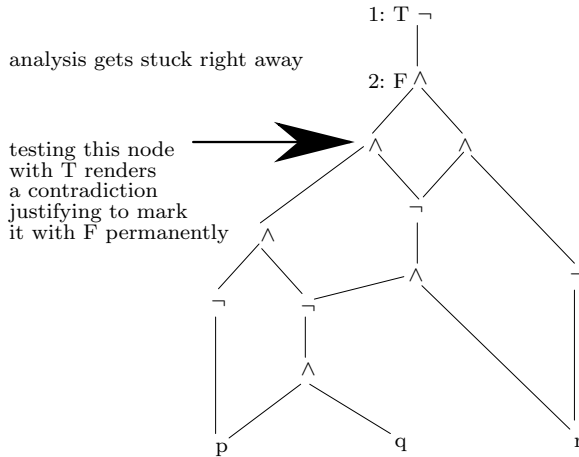 1: T ¬
analysis gets stuck right away
2: F ∧
testing this node
with T renders
a contradiction
justifying to mark
it with F permanently
∧ ∧
¬
∧
∧
¬
¬ ¬
∧
p q r